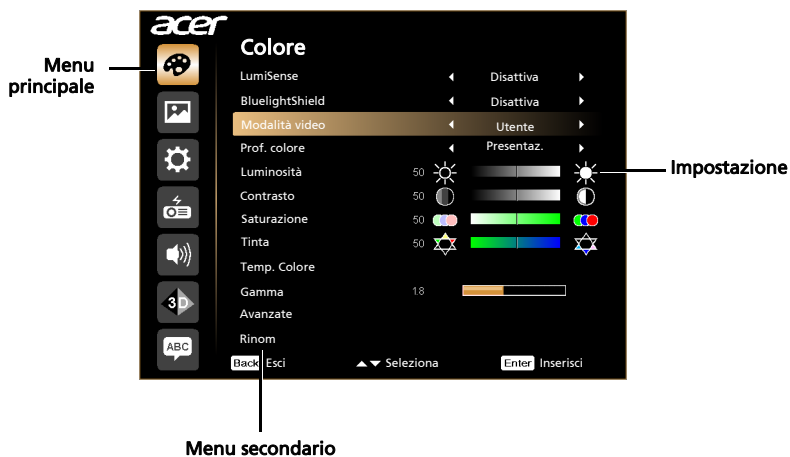 acer
Colore
Menu
principale
LumiSense Disattiva
BluelightShield Disattiva
Modalità video Utente
Prof. colore Presentaz.
Luminosità 50
Impostazione
Contrasto 50
Saturazione 50
Tinta 50
Temp. Colore
Gamma 1.8
3D
Avanzate
Rinom
ABC
Back Esci Seleziona Enter Inserisci
Menu secondario